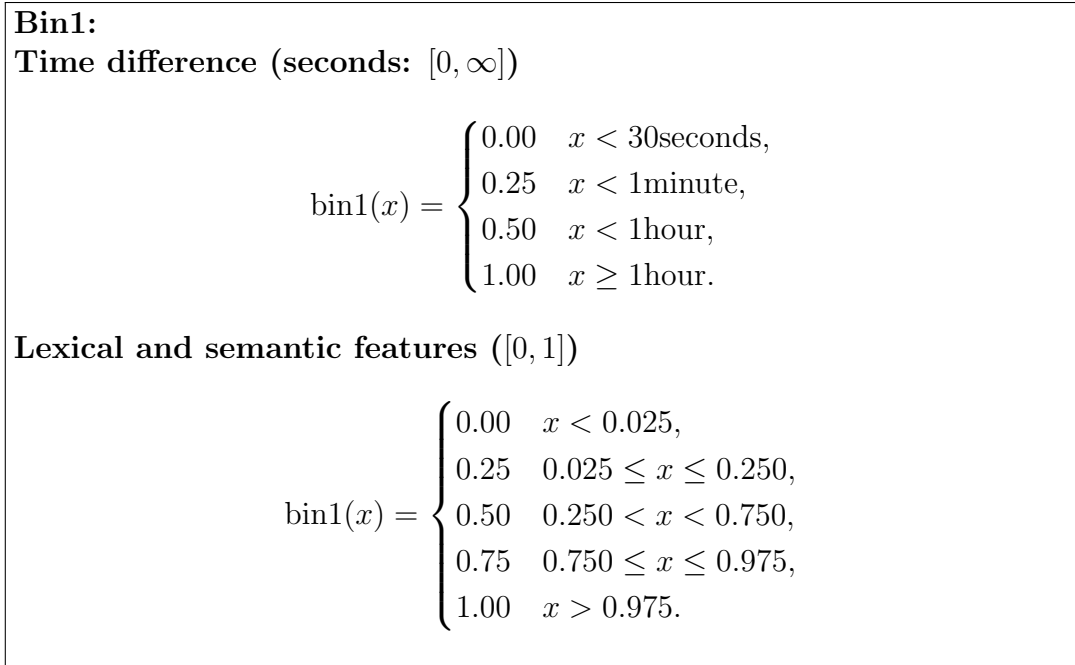 Bin1:
Time difference (seconds: [0, ∞])
0.00 x < 30seconds,
0.25 x < 1minute,
bin1(x) =
0.50 x < 1hour,
1.00 x ≥ 1hour.
Lexical and semantic features ([0, 1])
0.00 x < 0.025,
0.25 0.025 ≤ x ≤ 0.250,
bin1(x) = 0.50 0.250 < x < 0.750,
0.75 0.750 ≤ x ≤ 0.975,
1.00 x > 0.975.